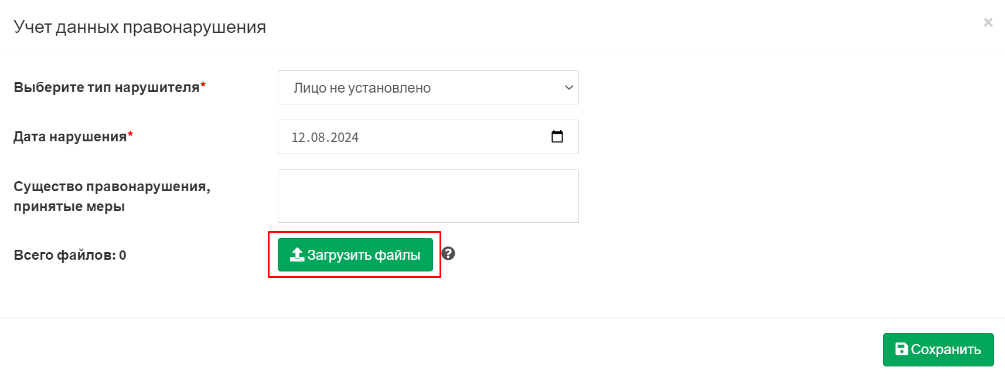 Учет данных правонарушения
×
Выберите тип нарушителя*
Лицо не установлено
Дата нарушения*
12.08.2024
Существо правонарушения,
принятые меры
Всего файлов: 0
Загрузить файлы
?
Сохранить